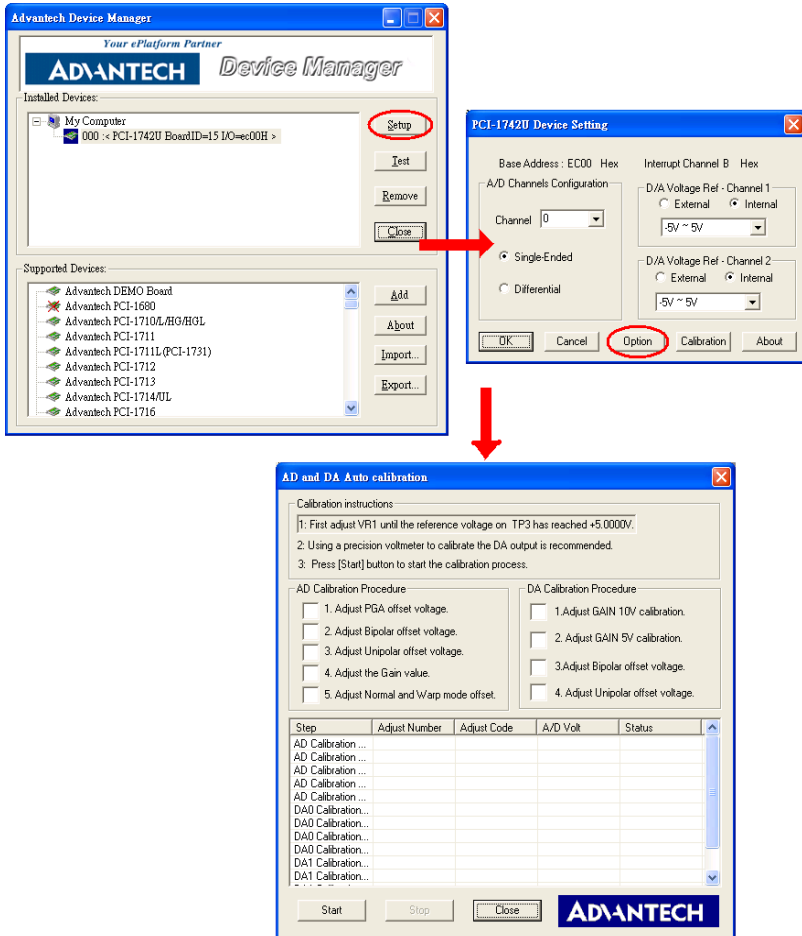 Advantech Device Manager
Your ePlatform Partner
ADVANTECH Device Manager
Installed Devices:
My Computer
000 :< PCI-1742U BoardID=15 I/O=ec00H >
Setup
Test
Remove
Close
Supported Devices:
Advantech DEMO Board
Advantech PCI-1680
Advantech PCI-1710/L/HG/HGL
Advantech PCI-1711
Advantech PCI-1711L(PCI-1731)
Advantech PCI-1712
Advantech PCI-1713
Advantech PCI-1714/UL
Advantech PCI-1716
Add
About
Import...
Export...
PCI-1742U Device Setting
Base Address : EC00 Hex Interrupt Channel B Hex
A/D Channels Configuration
Channel 0
Single-Ended
Differential
D/A Voltage Ref - Channel 1
External Internal
-5V ~ 5V
D/A Voltage Ref - Channel 2
External Internal
-5V ~ 5V
OK Cancel Option Calibration About
AD and DA Auto calibration
Calibration instructions
1: First adjust VR1 until the reference voltage on TP3 has reached +5.0000V.
2: Using a precision voltmeter to calibrate the DA output is recommended.
3: Press [Start] button to start the calibration process.
AD Calibration Procedure
1. Adjust PGA offset voltage.
2. Adjust Bipolar offset voltage.
3. Adjust Unipolar offset voltage.
4. Adjust the Gain value.
5. Adjust Normal and Warp mode offset.
DA Calibration Procedure
1.Adjust GAIN 10V calibration.
2. Adjust GAIN 5V calibration.
3.Adjust Bipolar offset voltage.
4. Adjust Unipolar offset voltage.
Step Adjust Number Adjust Code A/D Volt Status
AD Calibration ...
AD Calibration ...
AD Calibration ...
AD Calibration ...
AD Calibration ...
DA0 Calibration...
DA0 Calibration...
DA0 Calibration...
DA0 Calibration...
DA1 Calibration...
DA1 Calibration...
Start Stop Close ADVANTECH